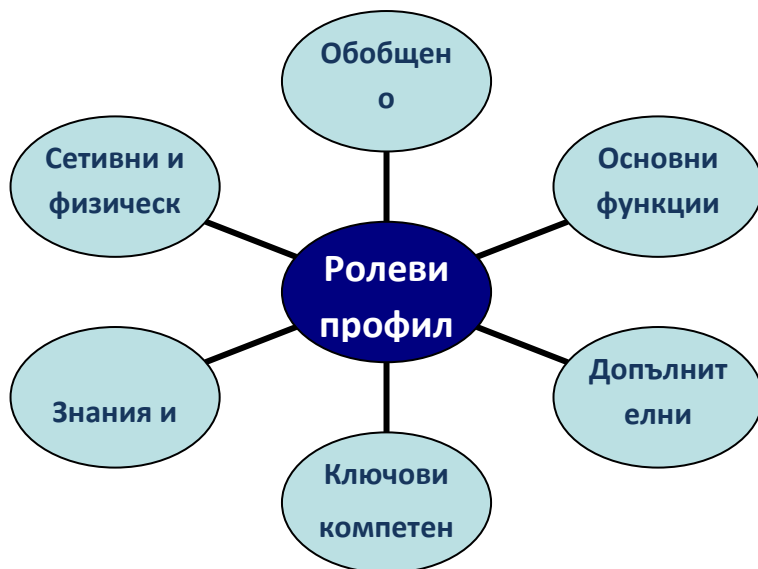 Обобщен
о
Сетивни и
физическ
Основни
функции
Ролеви
профил
Знания и
Допълнит
елни
Ключови
компетен